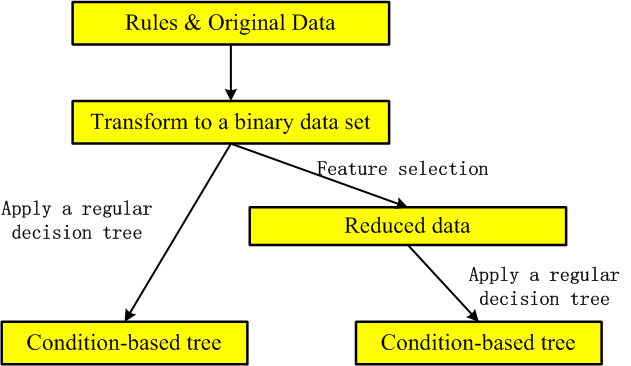 Rules & Original Data
Transform to a binary data set
Feature selection
Apply a regular
decision tree
Reduced data
Apply a regular
decision tree
Condition-based tree
Condition-based tree